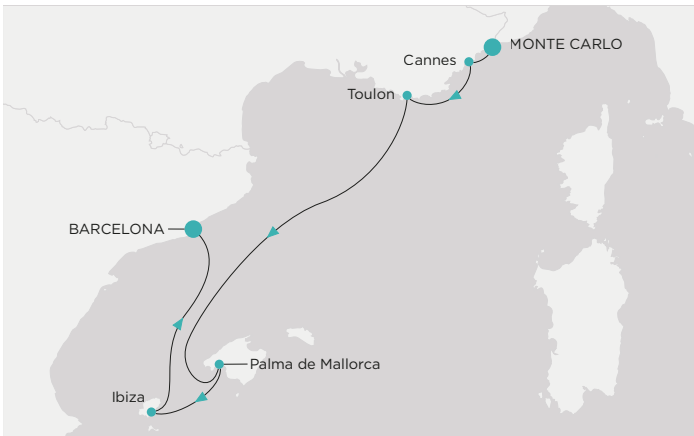 MONTE CARLO
Cannes
Toulon
BARCELONA
Palma de Mallorca
Ibiza